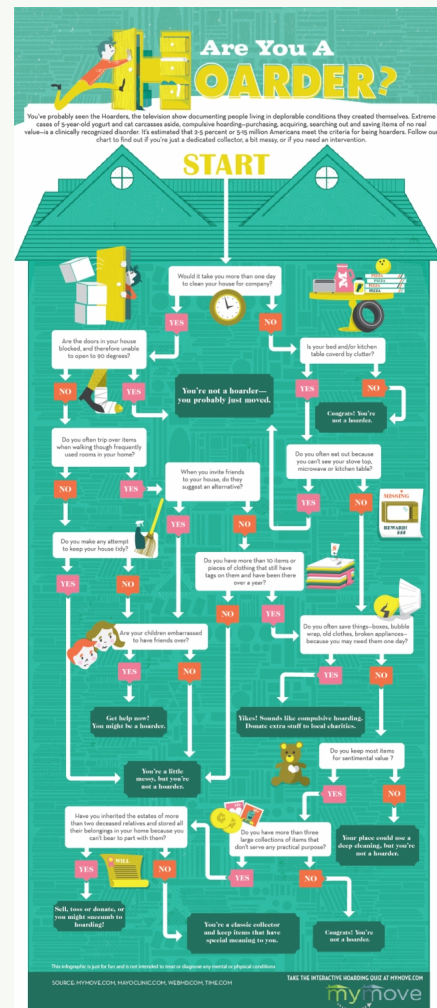 Are You A
HOARDER?
You've probably seen the Hoarders, the television show documenting people living in deplorable conditions they created themselves. Extreme
cases of 5-year-old yogurt and cat carcasses aside, compulsive hoarding—purchasing, acquiring, searching out and saving items of no real
value—is a clinically recognized disorder. It's estimated that 2-5 percent or 5-15 million Americans meet the criteria for being hoarders. Follow our
chart to find out if you're just a dedicated collector, a bit messy, or if you need an intervention.
START
Would it take you more than one day
to clean your house for company?
YES
NO
Are the doors in your house
blocked, and therefore unable
to open to 90 degrees?
NO
YES
You're not a hoarder—
you probably just moved.
M
PIZZA
PIZZA
PIZZA
PIZZA
Is your bed and/or kitchen
table coverd by clutter?
YES
NO
Congrats! You're
not a hoarder.
Do you often trip over items
when walking though frequently
used rooms in your home?
NO
YES
When you invite friends
to your house, do they
suggest an alternative?
YES
NO
Do you often eat out because
you can't see your stove top,
microwave or kitchen table?
YES
NO
MISSING
REWARD!
$$$
Do you make any attempt
to keep your house tidy?
YES
NO
Do you have more than 10 items or
pieces of clothing that still have
tags on them and have been there
over a year?
NO
YES
Are your children embarrassed
to have friends over?
YES
NO
Do you often save things—boxes, bubble
wrap, old clothes, broken appliances—
because you may need them one day?
YES
NO
Get help now!
You might be a hoarder.
Yikes! Sounds like compulsive hoarding.
Donate extra stuff to local charities.
You're a little
messy, but you're
not a hoarder.
Do you keep most items
for sentimental value ?
YES
NO
Your place could use a
deep cleaning, but you're
not a hoarder.
Have you inherited the estates of more
than two deceased relatives and stored all
their belongings in your home because you
can't bear to part with them?
YES
WILL
NO
Do you have more than three
large collections of items that
don't serve any practical purpose?
YES
NO
Sell, toss or donate, or
you might succumb to
hoarding!
You're a classic collector
and keep items that have
special meaning to you.
Congrats! You're
not a hoarder.
This infographic is just for fun and is not intended to treat or diagnose any mental or physical conditions
SOURCE: MYMOVE.COM, MAYOCLINIC.COM, WEBMD.COM, TIME.COM
TAKE THE INTERACTIVE HOARDING QUIZ AT MYMOVE.COM
mymove